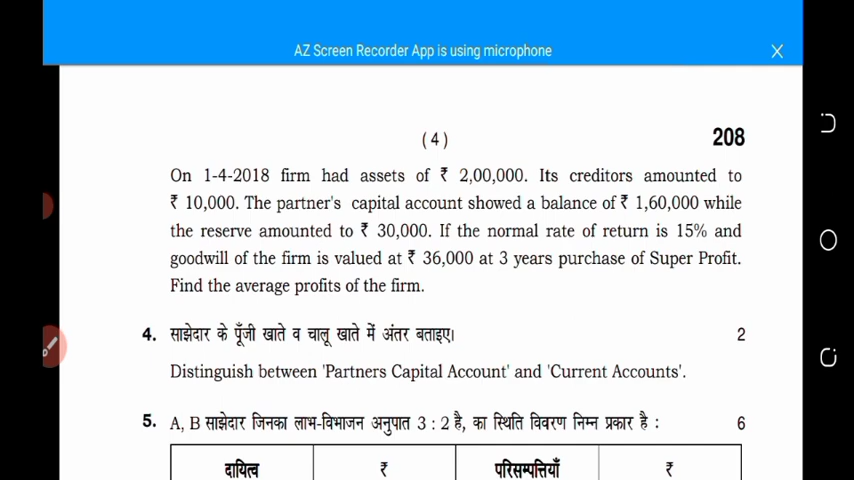 AZ Screen Recorder App is using microphone
( 4 )
208
On 1-4-2018 firm had assets of ₹ 2,00,000. Its creditors amounted to
₹ 10,000. The partner's capital account showed a balance of ₹ 1,60,000 while
the reserve amounted to ₹ 30,000. If the normal rate of return is 15% and
goodwill of the firm is valued at ₹ 36,000 at 3 years purchase of Super Profit.
Find the average profits of the firm.
4. साझेदार के पूँजी खाते व चालू खाते में अंतर बताइए। 2
Distinguish between 'Partners Capital Account' and 'Current Accounts'.
5. A, B साझेदार जिनका लाभ-विभाजन अनुपात 3 : 2 है, का स्थिति विवरण निम्न प्रकार है : 6
दायित्व ₹ परिसम्पत्तियाँ ₹